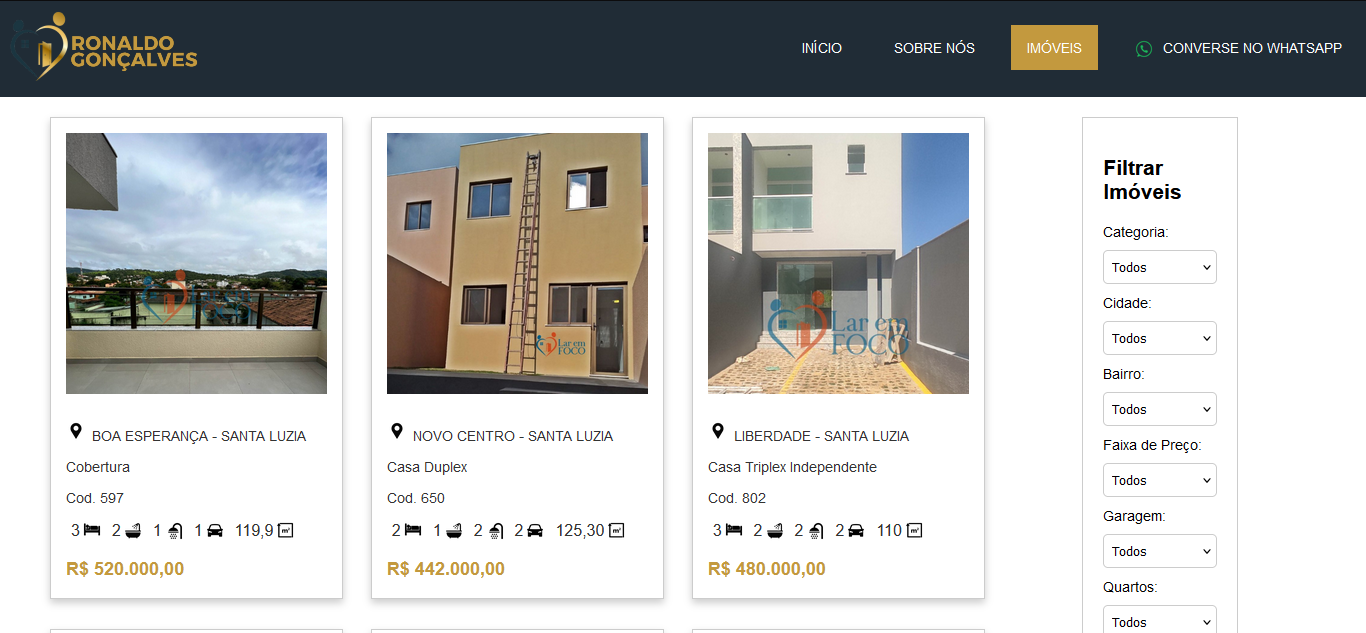 RONALDO
GONÇALVES
INÍCIO
SOBRE NÓS
IMÓVEIS
CONVERSE NO WHATSAPP
Lar em
FOCO
BOA ESPERANÇA - SANTA LUZIA
Cobertura
Cod. 597
3 2 1 1 119,9 m²
R$ 520.000,00
Lar em
FOCO
NOVO CENTRO - SANTA LUZIA
Casa Duplex
Cod. 650
2 1 2 2 125,30 m²
R$ 442.000,00
Lar em
FOCO
LIBERDADE - SANTA LUZIA
Casa Triplex Independente
Cod. 802
3 2 2 2 110 m²
R$ 480.000,00
Filtrar
Imóveis
Categoria:
Todos
Cidade:
Todos
Bairro:
Todos
Faixa de Preço:
Todos
Garagem:
Todos
Quartos:
Todos